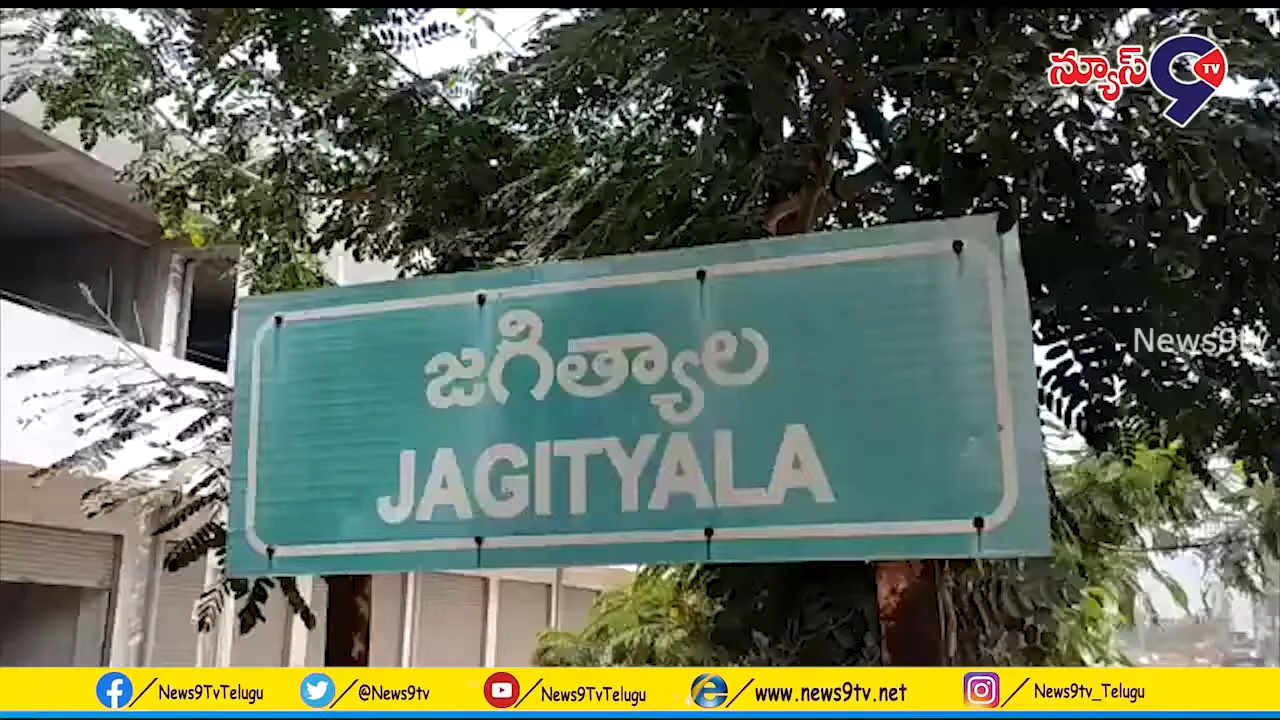 న్యూస్ 9 TV
News9tv
జగిత్యాల
JAGITYALA
/News9TvTelugu /@News9tv /News9TvTelugu /www.news9tv.net /News9tv_Telugu